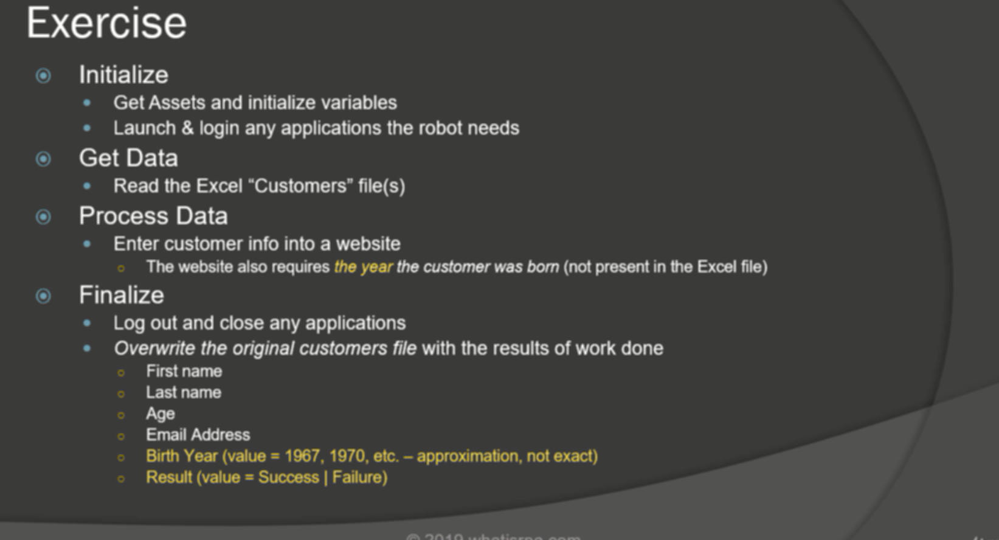 Exercise
Initialize
Get Assets and initialize variables
Launch & login any applications the robot needs
Get Data
Read the Excel “Customers” file(s)
Process Data
Enter customer info into a website
The website also requires the year the customer was born (not present in the Excel file)
Finalize
Log out and close any applications
Overwrite the original customers file with the results of work done
First name
Last name
Age
Email Address
Birth Year (value = 1967, 1970, etc. – approximation, not exact)
Result (value = Success | Failure)
© 2019 whatisrpa.com